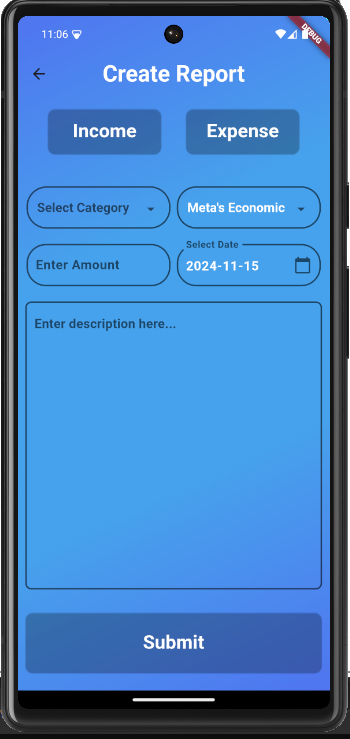 11:06
DEBUG
Create Report
Income Expense
Select Category Meta's Economic
Select Date
Enter Amount 2024-11-15
Enter description here...
Submit